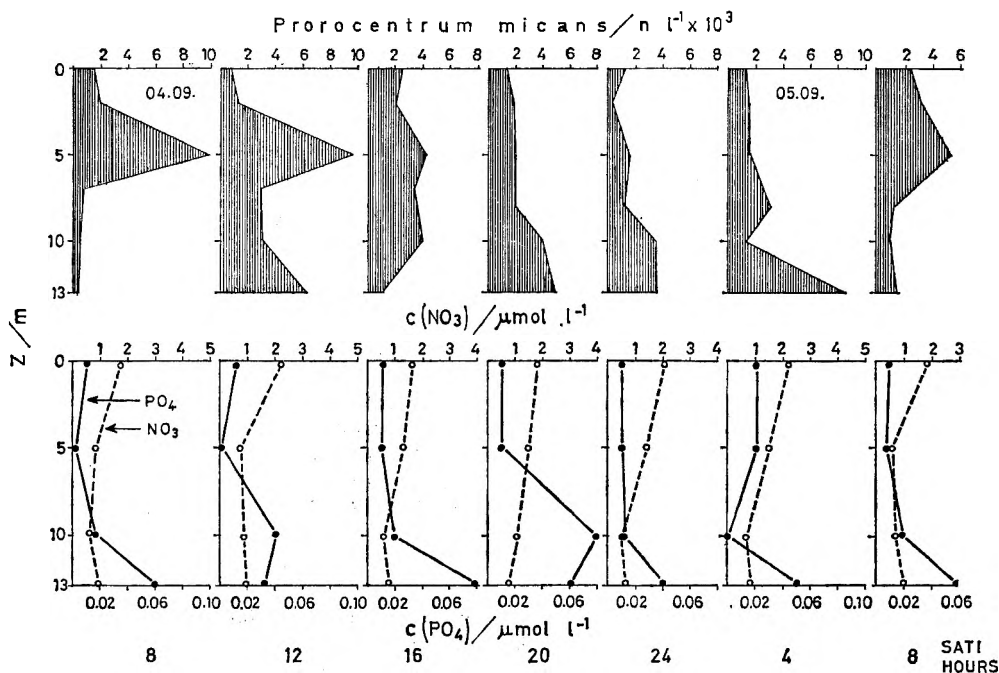 Prorocentrum micans/n l⁻¹×10³
2 4 6 8 10 2 4 6 8 10 2 4 6 8 2 4 6 8 2 4 6 8 2 4 6 8 10 2 4 6
0
5
10
13
04.09.
05.09.
c(NO₃)/μmol.l⁻¹
z/m
1 2 3 4 5 1 2 3 4 5 1 2 3 4 1 2 3 4 1 2 3 4 1 2 3 4 5 1 2 3
0
5
10
13
PO₄
NO₃
0.02 0.06 0.10 0.02 0.06 0.10 0.02 0.06 0.02 0.06 0.02 0.06 0.02 0.06 0.10 0.02 0.06
c(PO₄)/μmol l⁻¹
8 12 16 20 24 4 8 SATI
HOURS